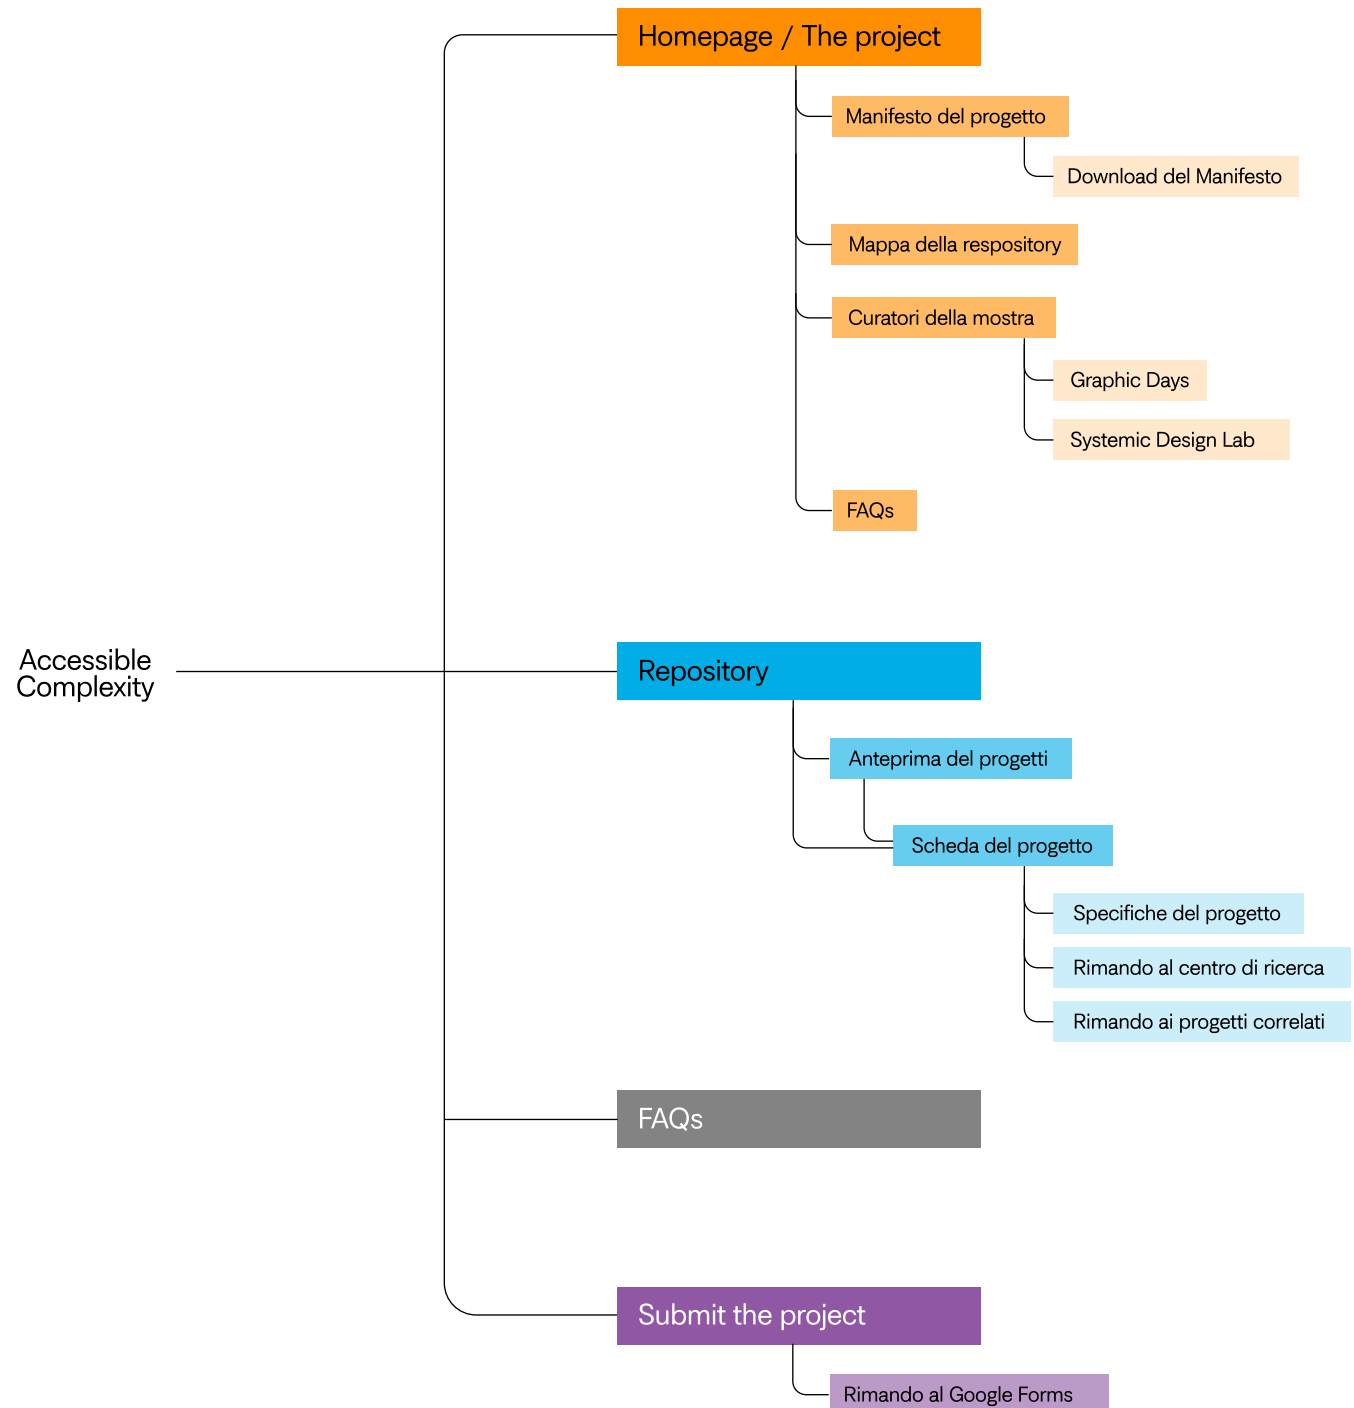 Homepage / The project
Manifesto del progetto
Download del Manifesto
Mappa della respository
Curatori della mostra
Graphic Days
Systemic Design Lab
FAQs
Accessible
Complexity
Repository
Anteprima del progetti
Scheda del progetto
Specifiche del progetto
Rimando al centro di ricerca
Rimando ai progetti correlati
FAQs
Submit the project
Rimando al Google Forms